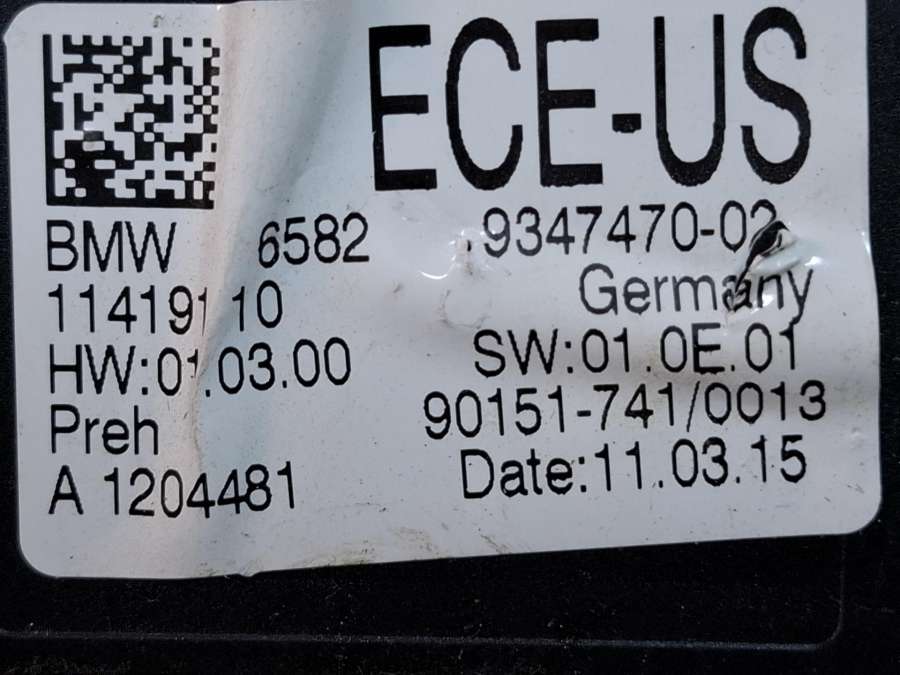 ECE-US
BMW 6582 9347470-02
11419110 Germany
HW:01.03.00 SW:01.0E.01
Preh 90151-741/0013
A 1204481 Date:11.03.15